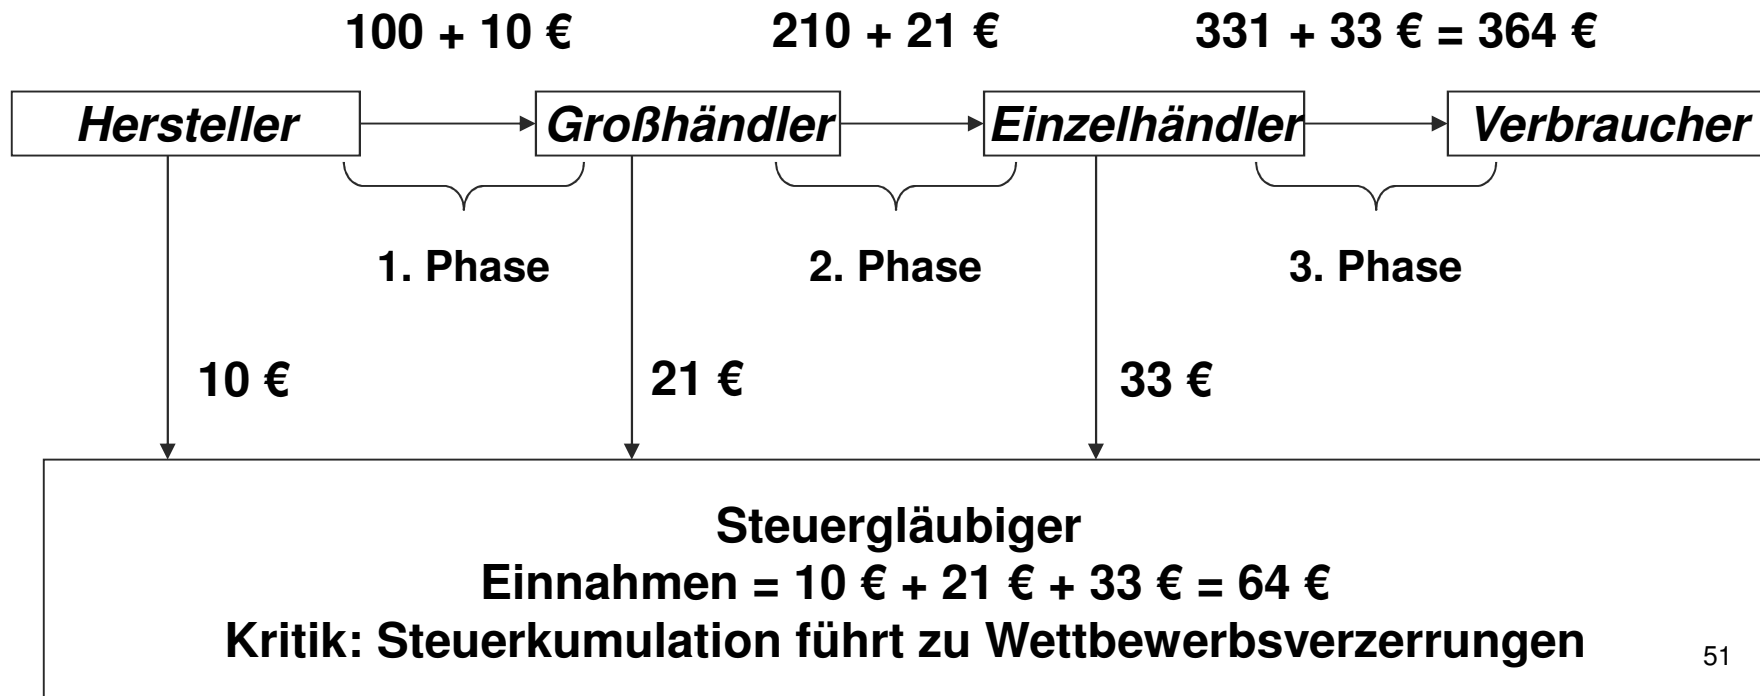 100 + 10 € 210 + 21 € 331 + 33 € = 364 €
Hersteller Großhändler Einzelhändler Verbraucher
1. Phase 2. Phase 3. Phase
10 € 21 € 33 €
Steuergläubiger
Einnahmen = 10 € + 21 € + 33 € = 64 €
Kritik: Steuerkumulation führt zu Wettbewerbsverzerrungen
51